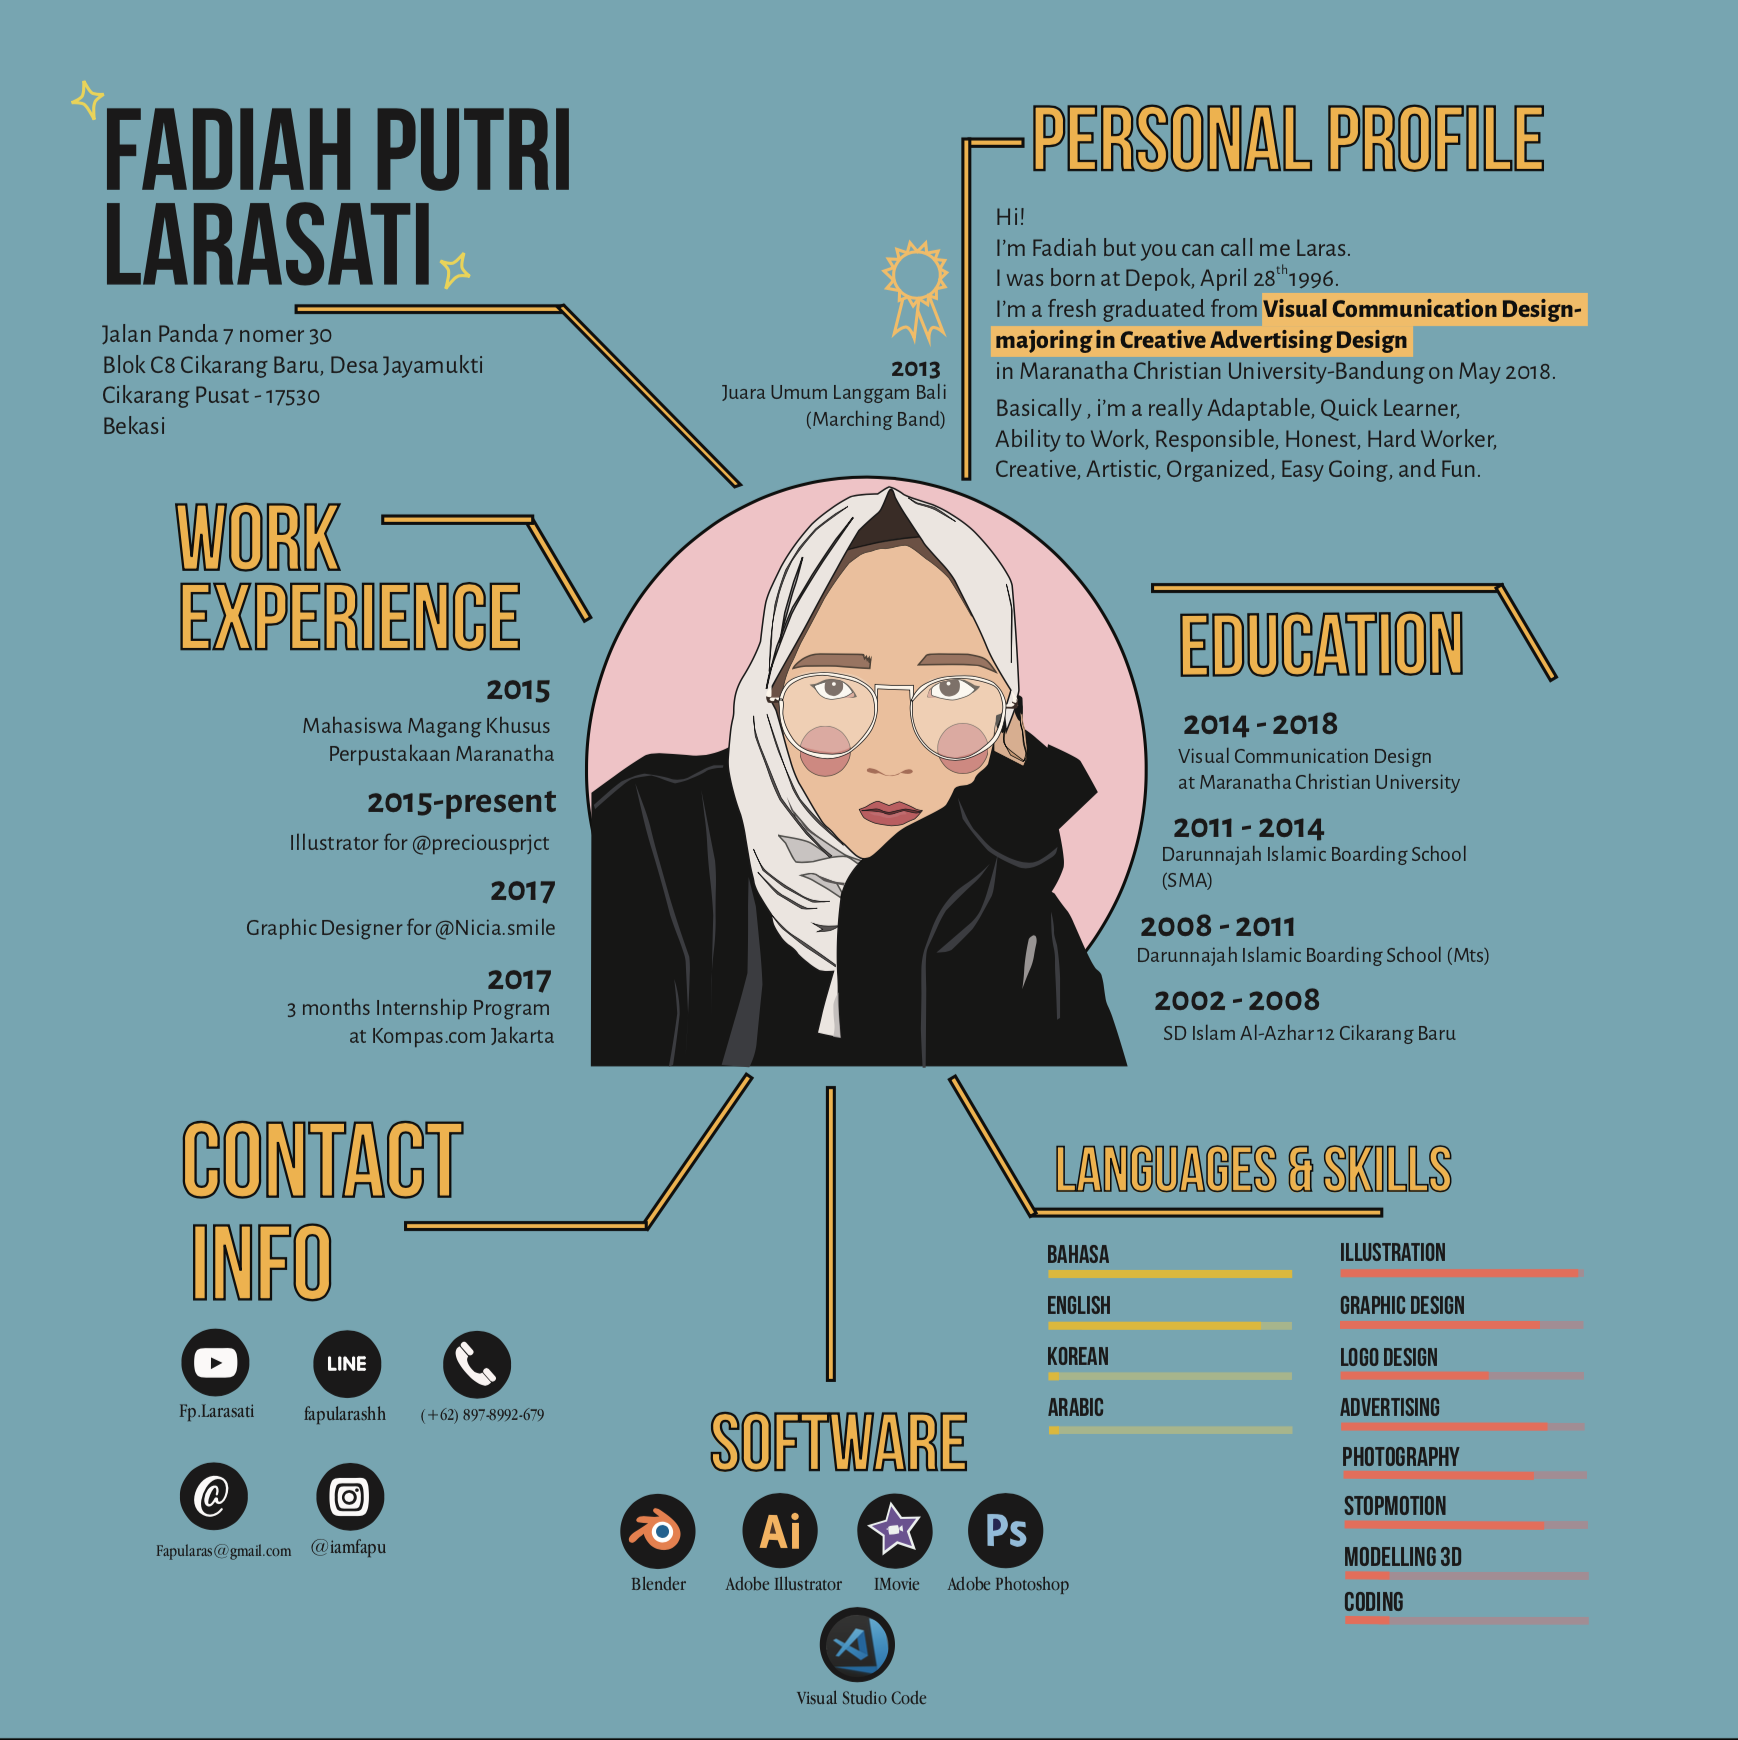 FADIAH PUTRI
LARASATI
Jalan Panda 7 nomer 30
Blok C8 Cikarang Baru, Desa Jayamukti
Cikarang Pusat - 17530
Bekasi
2013
Juara Umum Langgam Bali
(Marching Band)
PERSONAL PROFILE
Hi!
I'm Fadiah but you can call me Laras.
I was born at Depok, April 28th1996.
I'm a fresh graduated from Visual Communication Design-
majoring in Creative Advertising Design
in Maranatha Christian University-Bandung on May 2018.
Basically , i'm a really Adaptable, Quick Learner,
Ability to Work, Responsible, Honest, Hard Worker,
Creative, Artistic, Organized, Easy Going, and Fun.
WORK
EXPERIENCE
2015
Mahasiswa Magang Khusus
Perpustakaan Maranatha
2015-present
Illustrator for @preciousprjct
2017
Graphic Designer for @Nicia.smile
2017
3 months Internship Program
at Kompas.com Jakarta
EDUCATION
2014 - 2018
Visual Communication Design
at Maranatha Christian University
2011 - 2014
Darunnajah Islamic Boarding School
(SMA)
2008 - 2011
Darunnajah Islamic Boarding School (Mts)
2002 - 2008
SD Islam Al-Azhar 12 Cikarang Baru
CONTACT
INFO
LINE
Fp.Larasati
fapularashh
(+62) 897-8992-679
@
Fapularas@gmail.com
@iamfapu
SOFTWARE
Ai
Ps
Blender
Adobe Illustrator
IMovie
Adobe Photoshop
Visual Studio Code
LANGUAGES & SKILLS
BAHASA
ENGLISH
KOREAN
ARABIC
ILLUSTRATION
GRAPHIC DESIGN
LOGO DESIGN
ADVERTISING
PHOTOGRAPHY
STOPMOTION
MODELLING 3D
CODING